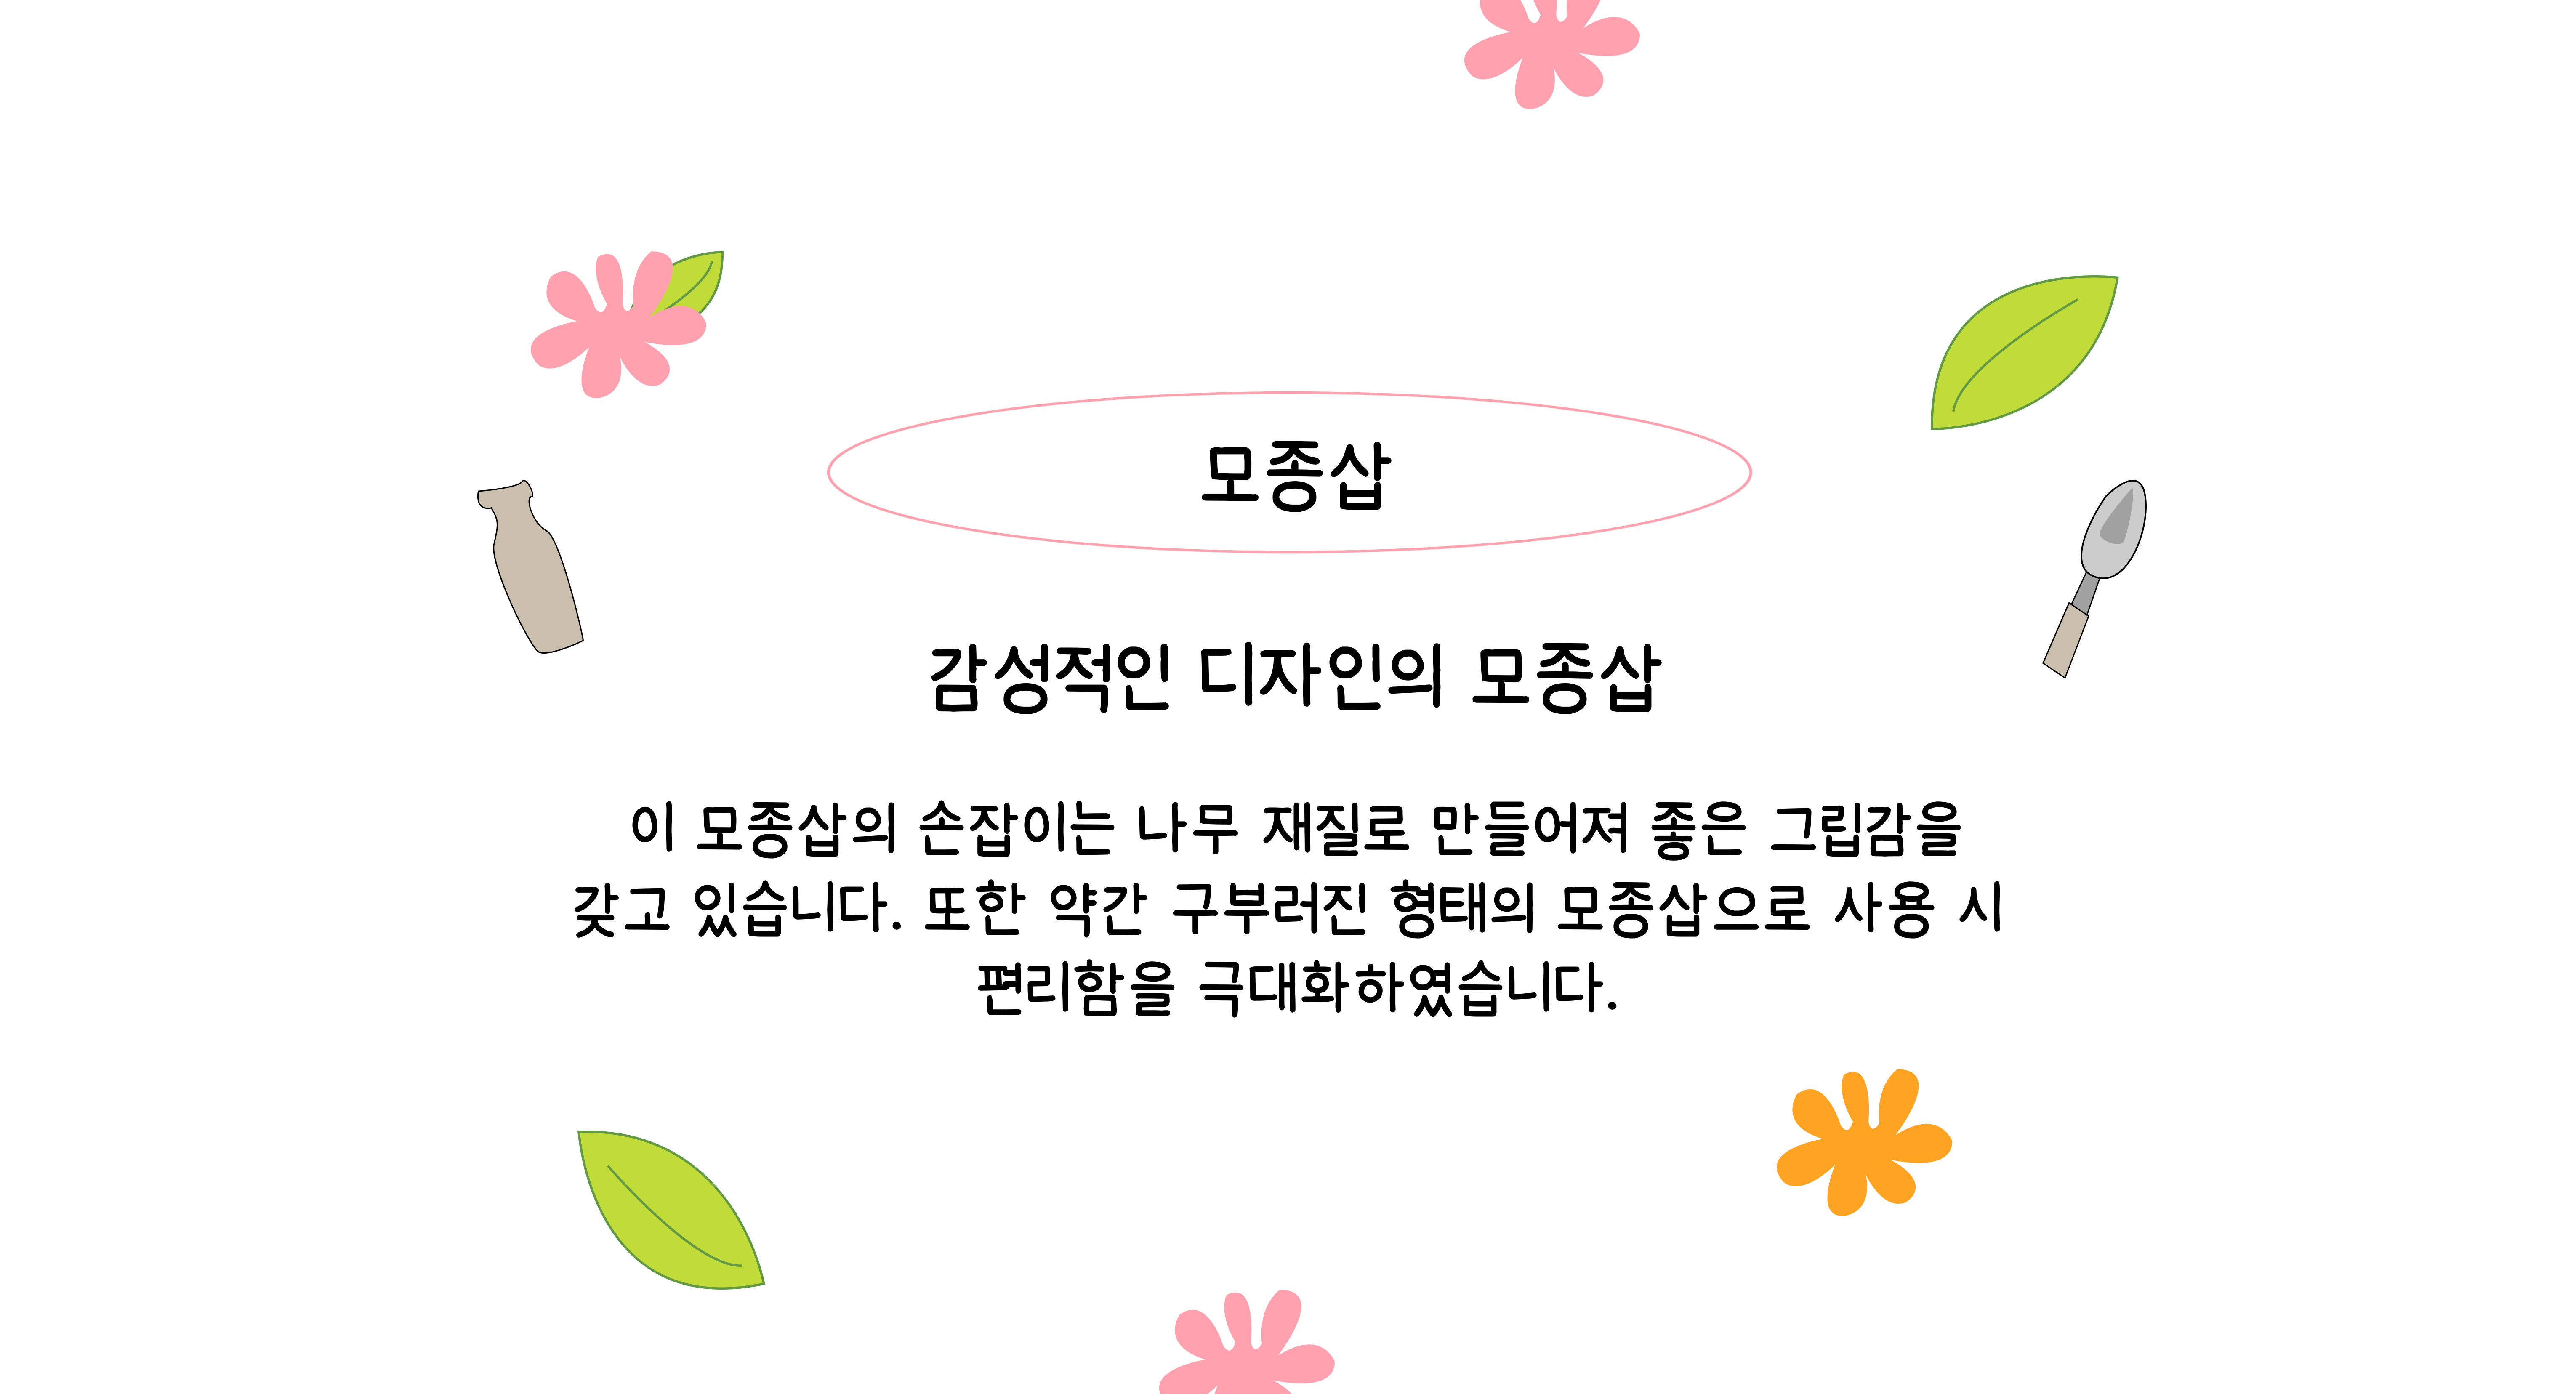 모종삽
감성적인 디자인의 모종삽
이 모종삽의 손잡이는 나무 재질로 만들어져 좋은 그립감을
갖고 있습니다. 또한 약간 구부러진 형태의 모종삽으로 사용 시
편리함을 극대화하였습니다.